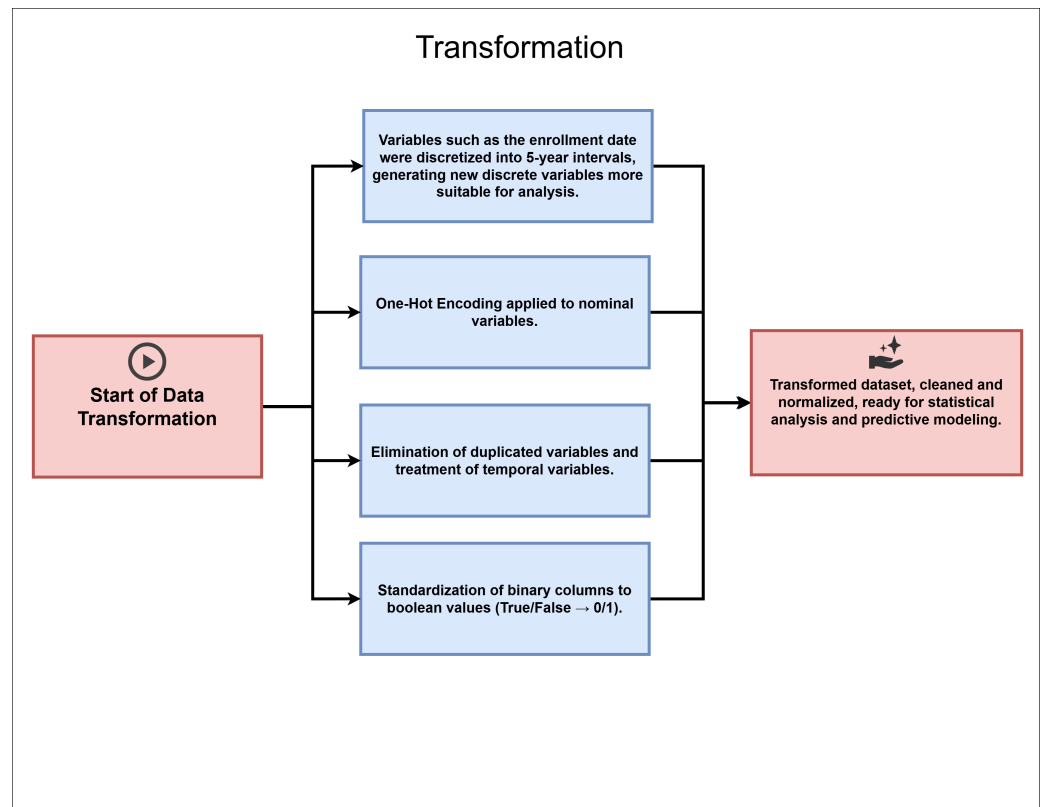 Transformation
Variables such as the enrollment date
were discretized into 5-year intervals,
generating new discrete variables more
suitable for analysis.
One-Hot Encoding applied to nominal
variables.
Start of Data
Transformation
Transformed dataset, cleaned and
normalized, ready for statistical
analysis and predictive modeling.
Elimination of duplicated variables and
treatment of temporal variables.
Standardization of binary columns to
boolean values (True/False → 0/1).